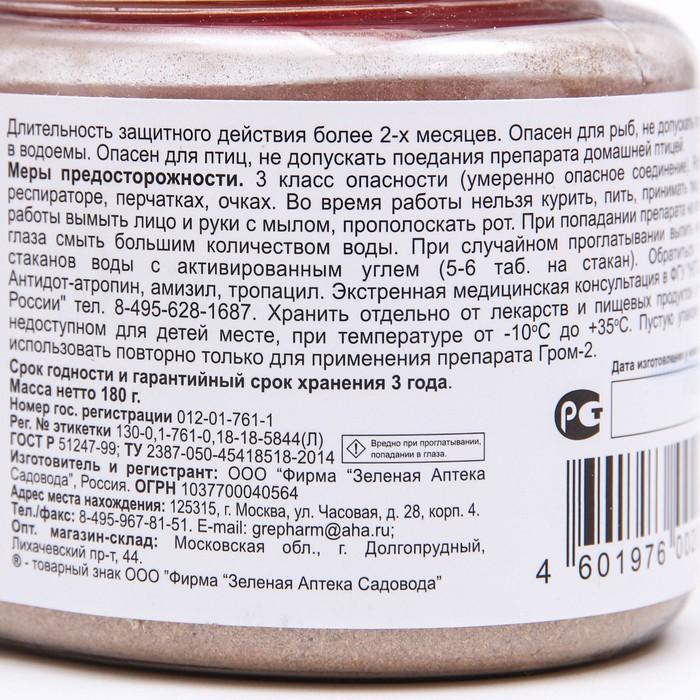 Длительность защитного действия более 2-х месяцев. Опасен для рыб, не допускать
в водоемы. Опасен для птиц, не допускать поедания препарата домашней птицей.
Меры предосторожности. 3 класс опасности (умеренно опасное соединение).
респираторе, перчатках, очках. Во время работы нельзя курить, пить, принимать
работы вымыть лицо и руки с мылом, прополоскать рот. При попадании препарата
глаза смыть большим количеством воды. При случайном проглатывании выпить
стаканов воды с активированным углем (5-6 таб. на стакан). Обратитьс
Антидот-атропин, амизил, тропацил. Экстренная медицинская консультация в ФГУ
России" тел. 8-495-628-1687. Хранить отдельно от лекарств и пищевых продуктов
недоступном для детей месте, при температуре от -10°С до +35°С. Пустую упаков
использовать повторно только для применения препарата Гром-2.
Срок годности и гарантийный срок хранения 3 года.
Масса нетто 180 г.
Номер гос. регистрации 012-01-761-1
Рег. № этикетки 130-0,1-761-0,18-18-5844(Л)
ГОСТ Р 51247-99; ТУ 2387-050-45418518-2014
Вредно при проглатывании,
попадании в глаза.
Изготовитель и регистрант: ООО "Фирма "Зеленая Аптека
Садовода", Россия. ОГРН 1037700040564
Адрес места нахождения: 125315, г. Москва, ул. Часовая, д. 28, корп. 4.
Тел./факс: 8-495-967-81-51. E-mail: grepharm@aha.ru;
Опт. магазин-склад: Московская обл., г. Долгопрудный,
Лихачевский пр-т, 44.
® - товарный знак ООО "Фирма "Зеленая Аптека Садовода"
Дата изготовления
РСТ
4 601976 00